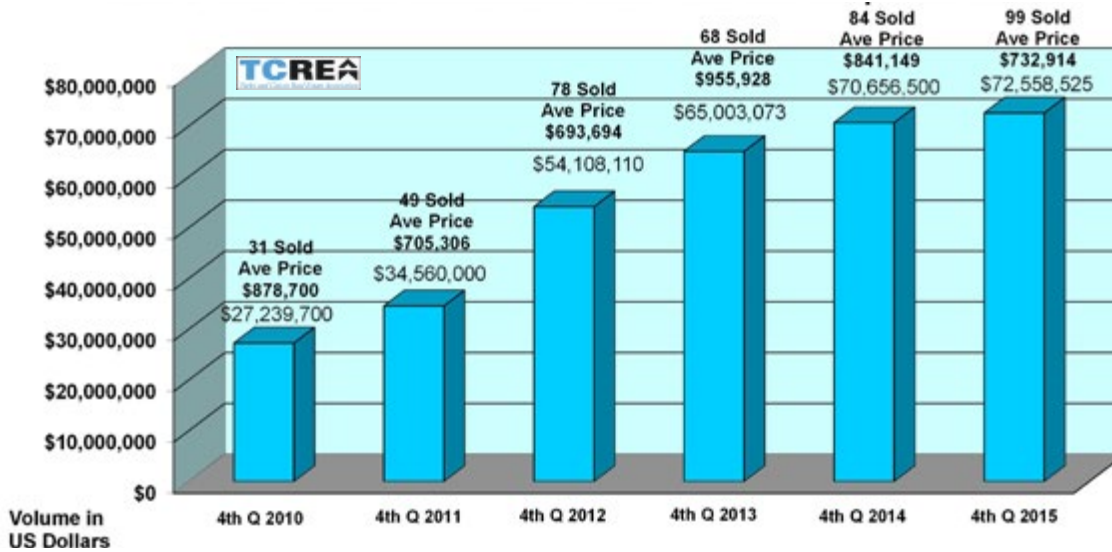 TCREA
$80,000,000
$70,000,000
$60,000,000
$50,000,000
$40,000,000
$30,000,000
$20,000,000
$10,000,000
$0
31 Sold
Ave Price
$878,700
$27,239,700
49 Sold
Ave Price
$705,306
$34,560,000
78 Sold
Ave Price
$693,694
$54,108,110
68 Sold
Ave Price
$955,928
$65,003,073
84 Sold
Ave Price
$841,149
$70,656,500
99 Sold
Ave Price
$732,914
$72,558,525
Volume in
US Dollars
4th Q 2010
4th Q 2011
4th Q 2012
4th Q 2013
4th Q 2014
4th Q 2015